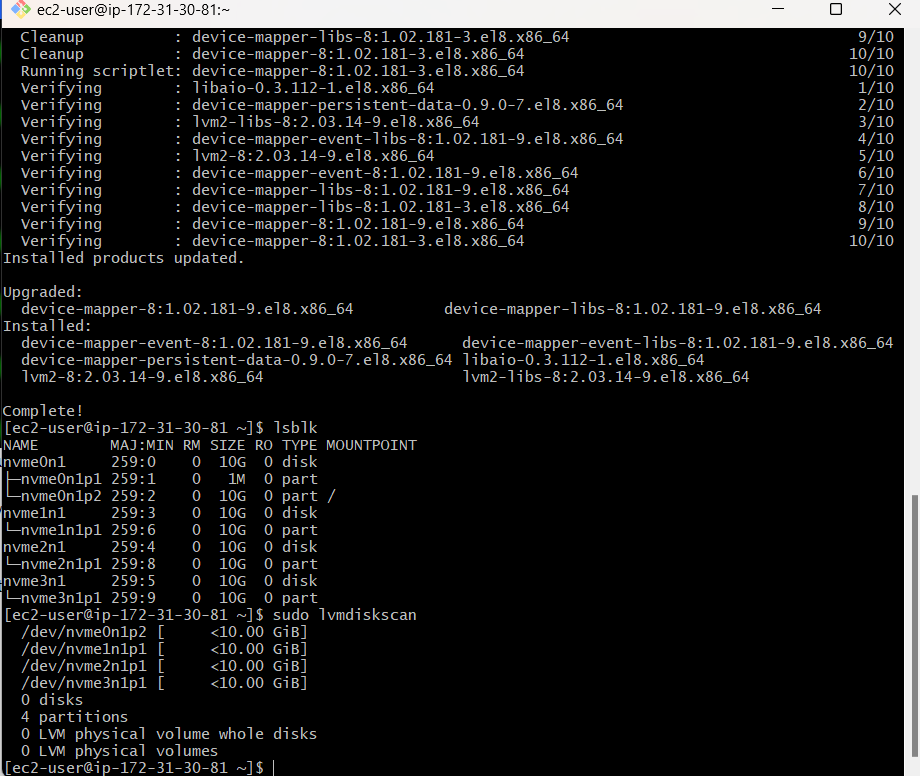 ec2-user@ip-172-31-30-81:~
Cleanup : device-mapper-libs-8:1.02.181-3.el8.x86_64 9/10
Cleanup : device-mapper-8:1.02.181-3.el8.x86_64 10/10
Running scriptlet: device-mapper-8:1.02.181-3.el8.x86_64 10/10
Verifying : libaio-0.3.112-1.el8.x86_64 1/10
Verifying : device-mapper-persistent-data-0.9.0-7.el8.x86_64 2/10
Verifying : lvm2-libs-8:2.03.14-9.el8.x86_64 3/10
Verifying : device-mapper-event-libs-8:1.02.181-9.el8.x86_64 4/10
Verifying : lvm2-8:2.03.14-9.el8.x86_64 5/10
Verifying : device-mapper-event-8:1.02.181-9.el8.x86_64 6/10
Verifying : device-mapper-libs-8:1.02.181-9.el8.x86_64 7/10
Verifying : device-mapper-libs-8:1.02.181-3.el8.x86_64 8/10
Verifying : device-mapper-8:1.02.181-9.el8.x86_64 9/10
Verifying : device-mapper-8:1.02.181-3.el8.x86_64 10/10
Installed products updated.
Upgraded:
device-mapper-8:1.02.181-9.el8.x86_64 device-mapper-libs-8:1.02.181-9.el8.x86_64
Installed:
device-mapper-event-8:1.02.181-9.el8.x86_64 device-mapper-event-libs-8:1.02.181-9.el8.x86_64
device-mapper-persistent-data-0.9.0-7.el8.x86_64 libaio-0.3.112-1.el8.x86_64
lvm2-8:2.03.14-9.el8.x86_64 lvm2-libs-8:2.03.14-9.el8.x86_64
Complete!
[ec2-user@ip-172-31-30-81 ~]$ lsblk
NAME MAJ:MIN RM SIZE RO TYPE MOUNTPOINT
nvme0n1 259:0 0 10G 0 disk
├─nvme0n1p1 259:1 0 1M 0 part
└─nvme0n1p2 259:2 0 10G 0 part /
nvme1n1 259:3 0 10G 0 disk
└─nvme1n1p1 259:6 0 10G 0 part
nvme2n1 259:4 0 10G 0 disk
└─nvme2n1p1 259:8 0 10G 0 part
nvme3n1 259:5 0 10G 0 disk
└─nvme3n1p1 259:9 0 10G 0 part
[ec2-user@ip-172-31-30-81 ~]$ sudo lvmdiskscan
/dev/nvme0n1p2 [ <10.00 GiB]
/dev/nvme1n1p1 [ <10.00 GiB]
/dev/nvme2n1p1 [ <10.00 GiB]
/dev/nvme3n1p1 [ <10.00 GiB]
0 disks
4 partitions
0 LVM physical volume whole disks
0 LVM physical volumes
[ec2-user@ip-172-31-30-81 ~]$